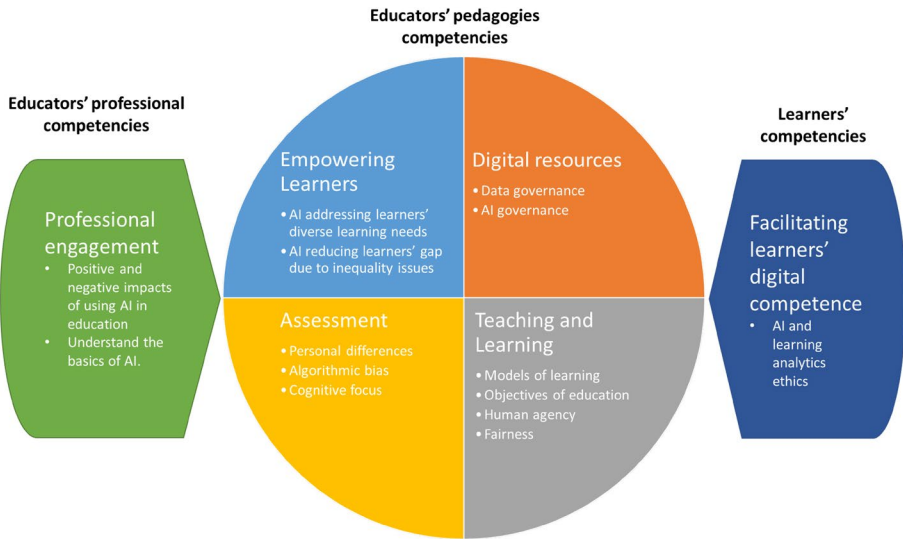 Educators' pedagogies
competencies
Educators' professional
competencies
Learners'
competencies
Professional
engagement
• Positive and
negative impacts
of using AI in
education
• Understand the
basics of AI.
Empowering
Learners
• AI addressing learners'
diverse learning needs
• AI reducing learners' gap
due to inequality issues
Digital resources
• Data governance
• AI governance
Assessment
• Personal differences
• Algorithmic bias
• Cognitive focus
Teaching and
Learning
• Models of learning
• Objectives of education
• Human agency
• Fairness
Facilitating
learners'
digital
competence
• AI and
learning
analytics
ethics